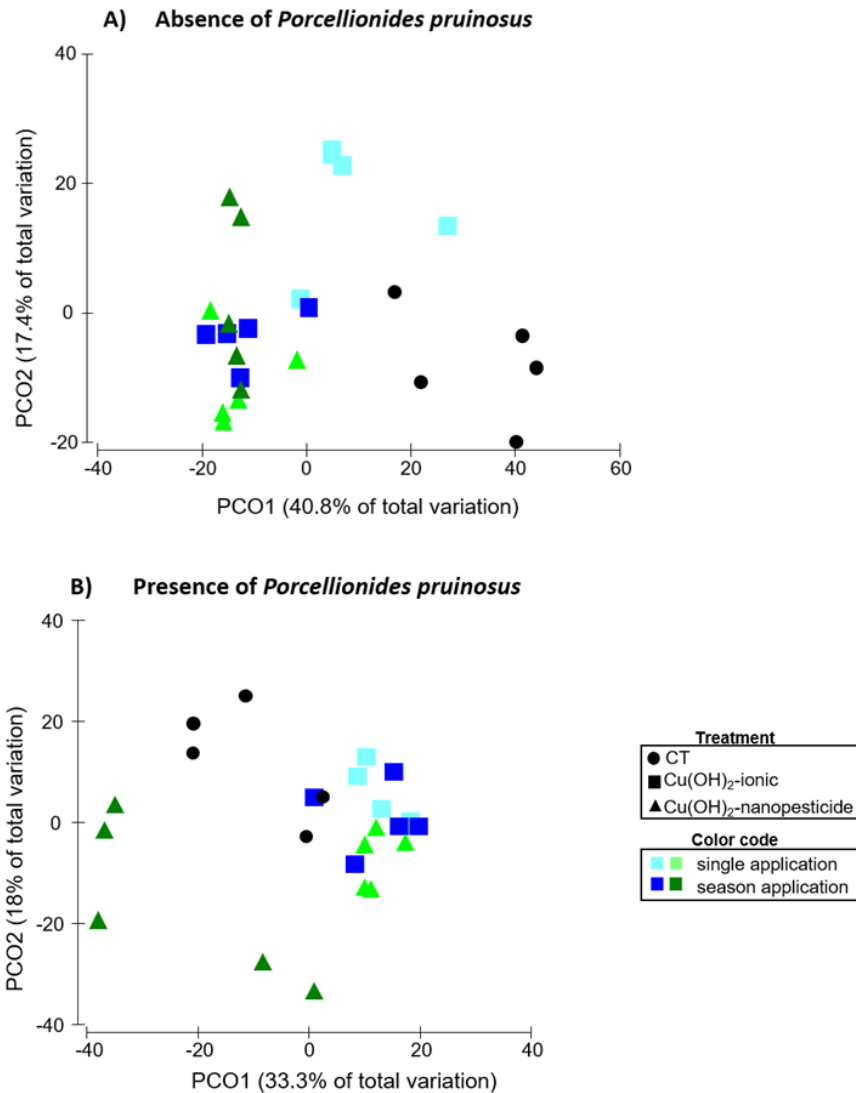 A) Absence of Porcellionides pruinosus
40
20
0
-20
PCO2 (17.4% of total variation)
-40 -20 0 20 40 60
PCO1 (40.8% of total variation)
B) Presence of Porcellionides pruinosus
40
20
0
-20
-40
PCO2 (18% of total variation)
-40 -20 0 20 40
PCO1 (33.3% of total variation)
Treatment
CT
Cu(OH)₂-ionic
Cu(OH)₂-nanopesticide
Color code
single application
season application